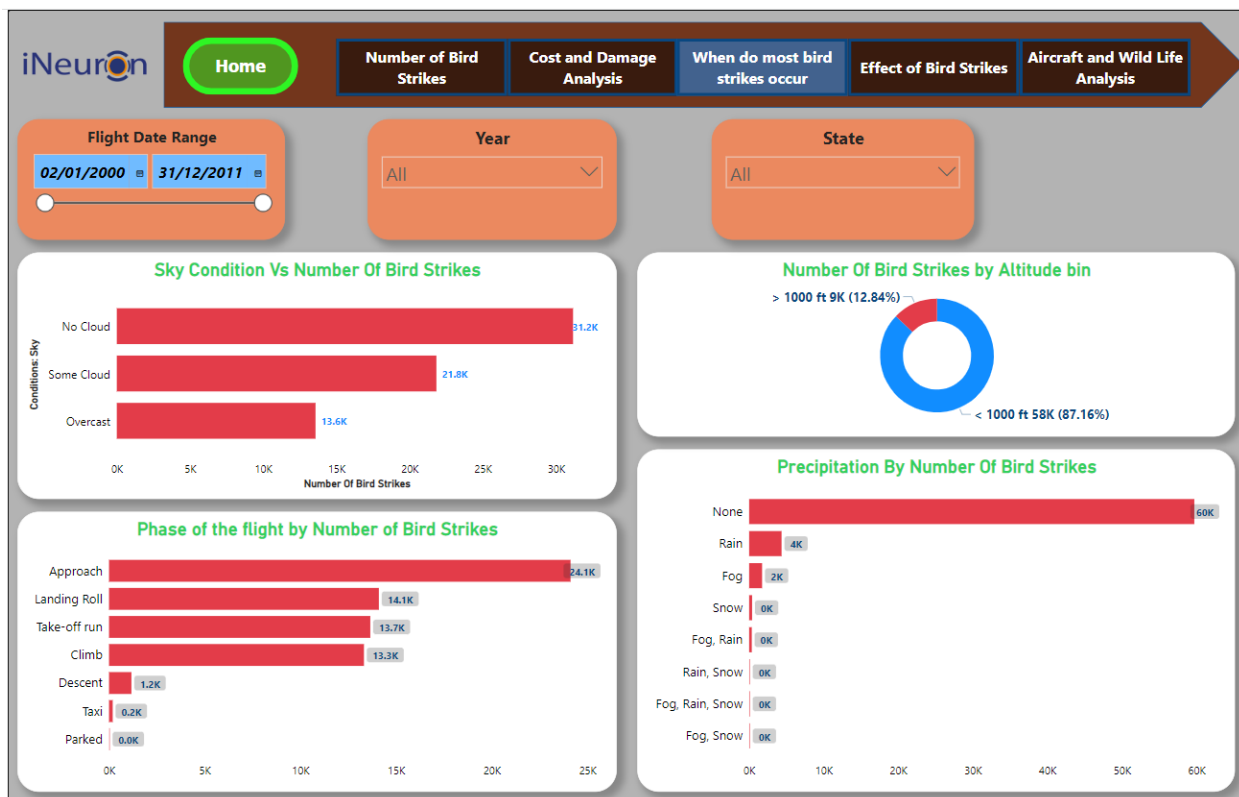 iNeuron
Home
Number of Bird
Strikes
Cost and Damage
Analysis
When do most bird
strikes occur
Effect of Bird Strikes
Aircraft and Wild Life
Analysis
Flight Date Range
02/01/2000
31/12/2011
Year
All
State
All
Sky Condition Vs Number Of Bird Strikes
Conditions: Sky
No Cloud
31.2K
Some Cloud
21.8K
Overcast
13.6K
0K 5K 10K 15K 20K 25K 30K
Number Of Bird Strikes
Number Of Bird Strikes by Altitude bin
> 1000 ft 9K (12.84%)
< 1000 ft 58K (87.16%)
Phase of the flight by Number of Bird Strikes
Approach
24.1K
Landing Roll
14.1K
Take-off run
13.7K
Climb
13.3K
Descent
1.2K
Taxi
0.2K
Parked
0.0K
0K 5K 10K 15K 20K 25K
Precipitation By Number Of Bird Strikes
None
60K
Rain
4K
Fog
2K
Snow
0K
Fog, Rain
0K
Rain, Snow
0K
Fog, Rain, Snow
0K
Fog, Snow
0K
0K 10K 20K 30K 40K 50K 60K